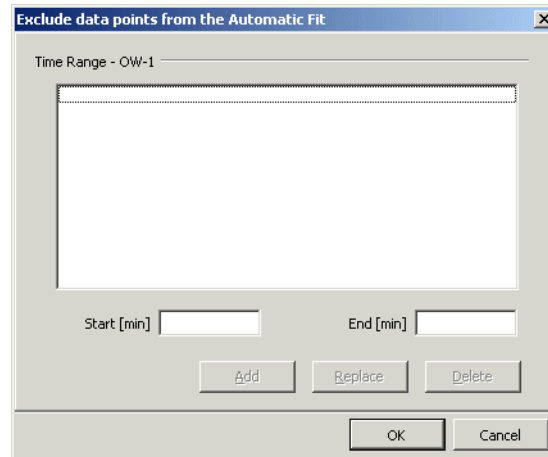 Exclude data points from the Automatic Fit
Time Range - OW-1
Start [min] End [min]
Add Replace Delete
OK Cancel